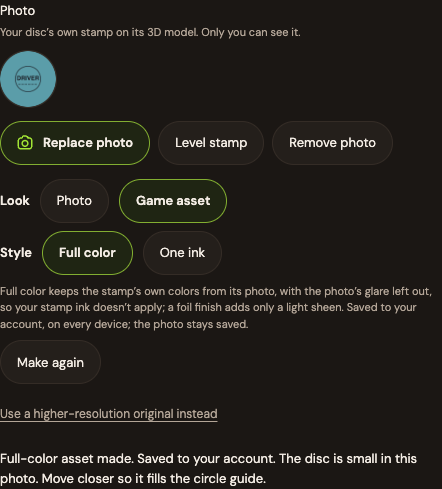 Photo
Your disc's own stamp on its 3D model. Only you can see it.
DRIVER
Replace photo
Level stamp
Remove photo
Look
Photo
Game asset
Style
Full color
One ink
Full color keeps the stamp's own colors from its photo, with the photo's glare left out,
so your stamp ink doesn't apply; a foil finish adds only a light sheen. Saved to your
account, on every device; the photo stays saved.
Make again
Use a higher-resolution original instead
Full-color asset made. Saved to your account. The disc is small in this
photo. Move closer so it fills the circle guide.